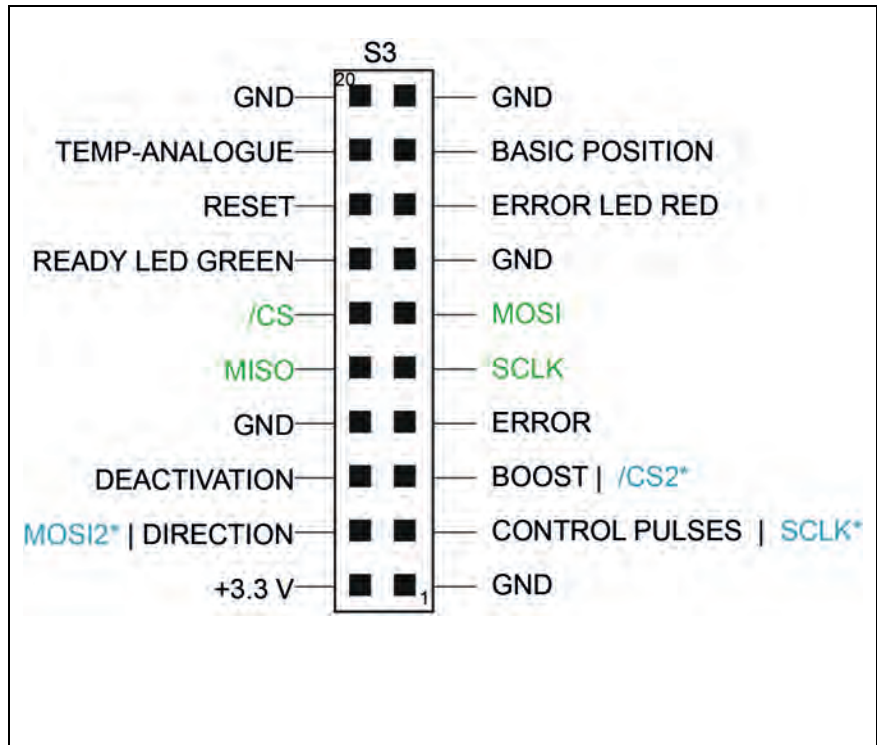 S3
20
GND GND
TEMP-ANALOGUE BASIC POSITION
RESET ERROR LED RED
READY LED GREEN GND
/CS MOSI
MISO SCLK
GND ERROR
DEACTIVATION BOOST | /CS2*
MOSI2* | DIRECTION CONTROL PULSES | SCLK*
+3.3 V GND
1